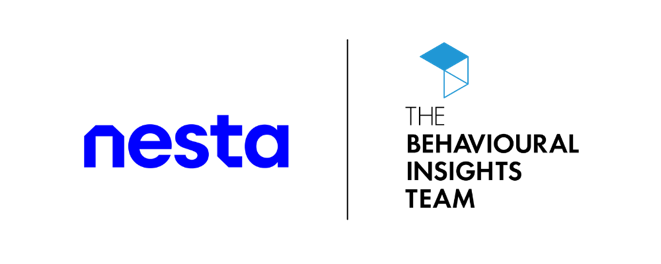 nesta
THE
BEHAVIOURAL
INSIGHTS
TEAM